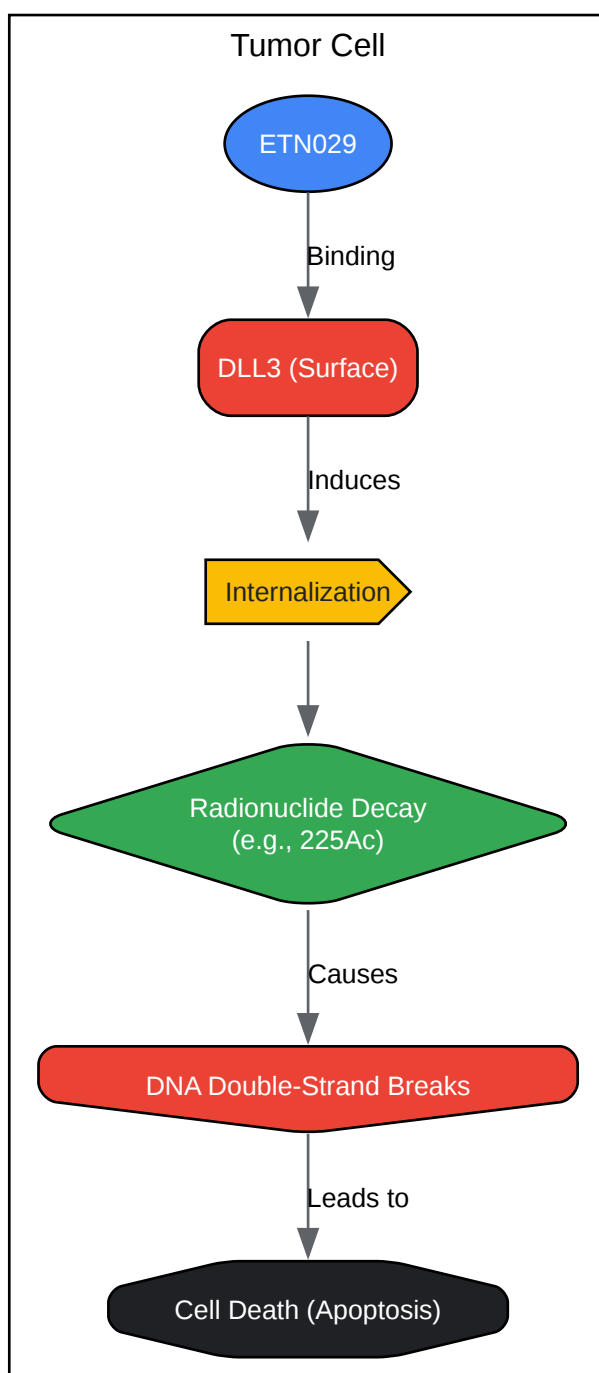 Tumor Cell
ETN029
Binding
DLL3 (Surface)
Induces
Internalization
Radionuclide Decay
(e.g., 225Ac)
Causes
DNA Double-Strand Breaks
Leads to
Cell Death (Apoptosis)